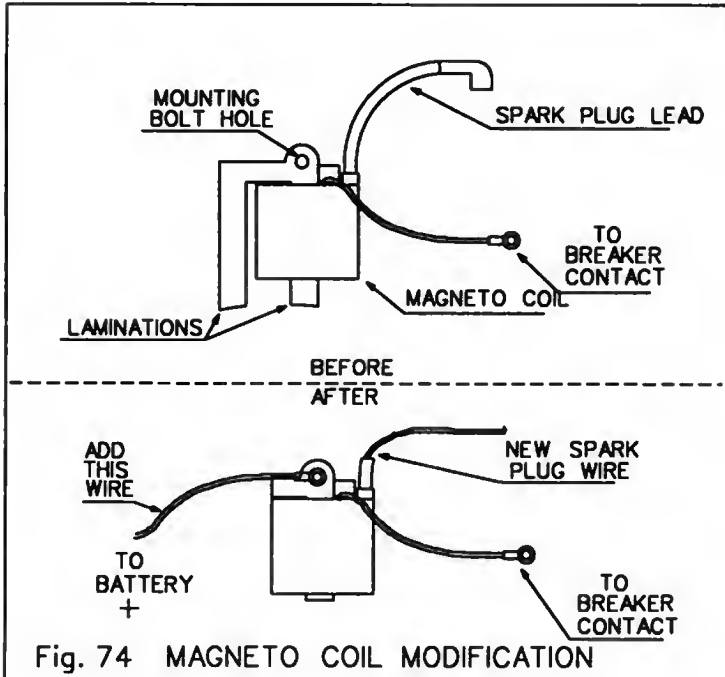 MOUNTING
BOLT HOLE
SPARK PLUG LEAD
TO
BREAKER
CONTACT
MAGNETO COIL
LAMINATIONS
BEFORE
AFTER
ADD
THIS
WIRE
NEW SPARK
PLUG WIRE
TO
BATTERY
+
TO
BREAKER
CONTACT
Fig. 74 MAGNETO COIL MODIFICATION